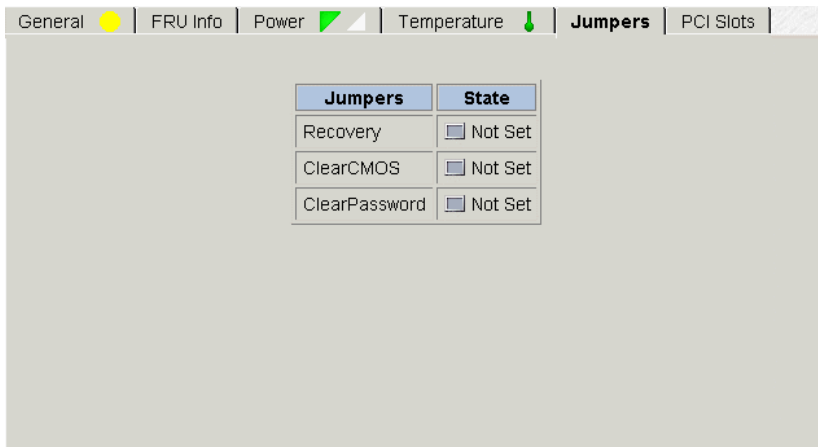 General FRU Info Power Temperature Jumpers PCI Slots
Jumpers State
Recovery Not Set
ClearCMOS Not Set
ClearPassword Not Set